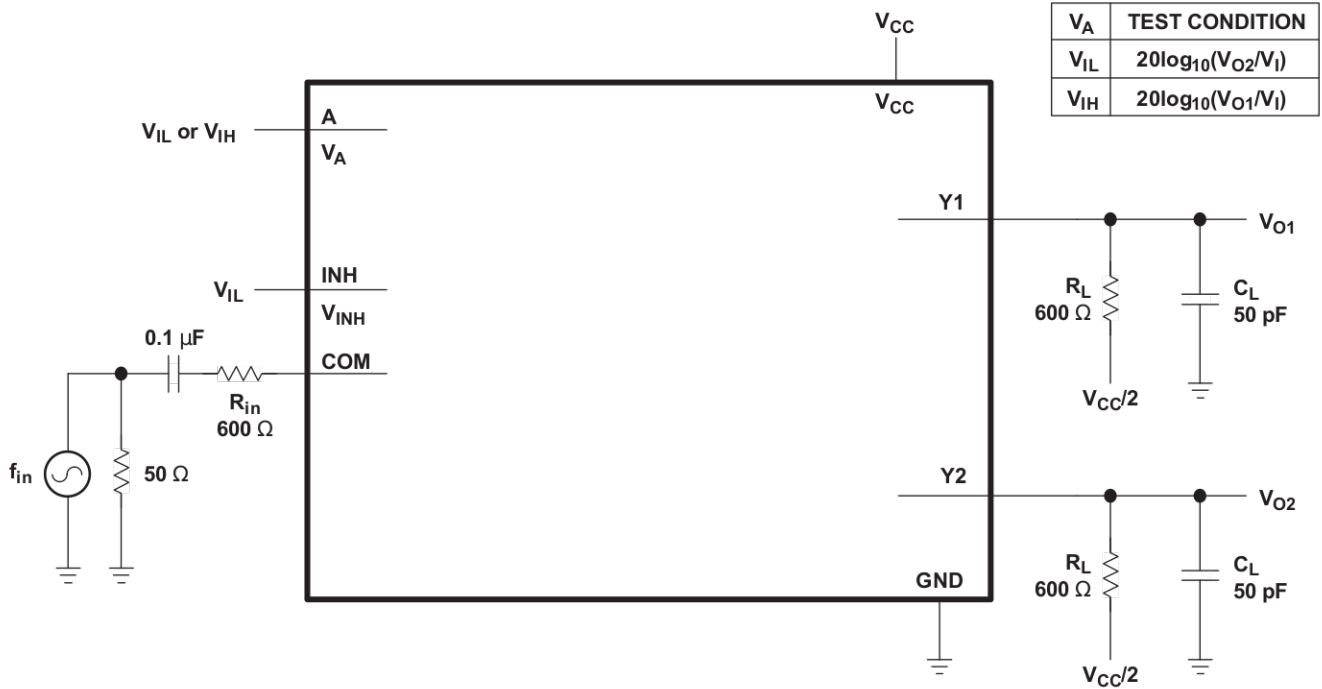 V_CC
V_A TEST CONDITION
V_IL 20log₁₀(V_O2/V_I)
V_IH 20log₁₀(V_O1/V_I)
V_CC
A
V_IL or V_IH
V_A
Y1
V_O1
INH
V_IL
V_INH
R_L
600 Ω
C_L
50 pF
0.1 μF
COM
V_CC/2
R_in
600 Ω
f_in
50 Ω
Y2
V_O2
R_L
600 Ω
C_L
50 pF
GND
V_CC/2